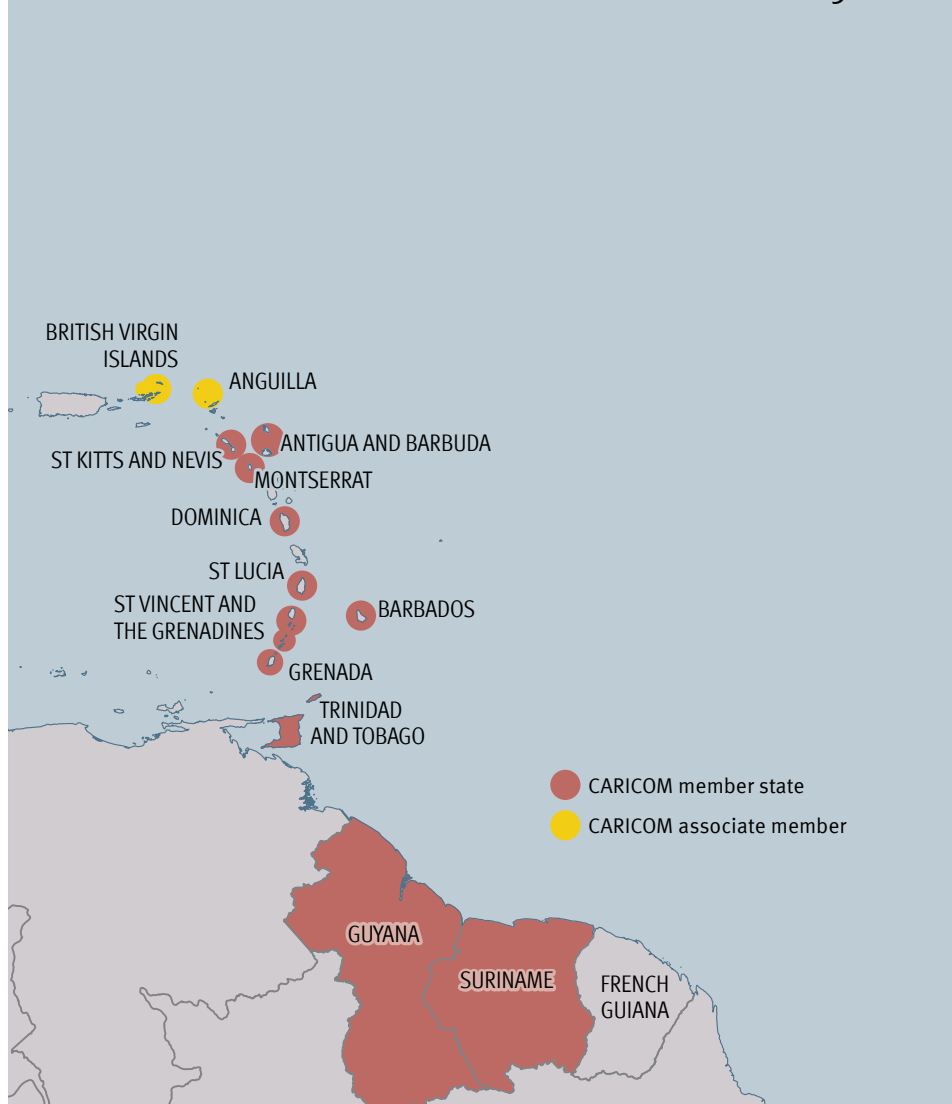 BRITISH VIRGIN
ISLANDS
ANGUILLA
ANTIGUA AND BARBUDA
ST KITTS AND NEVIS
MONTSERRAT
DOMINICA
ST LUCIA
ST VINCENT AND
THE GRENADINES
BARBADOS
GRENADA
TRINIDAD
AND TOBAGO
CARICOM member state
CARICOM associate member
GUYANA
SURINAME
FRENCH
GUIANA